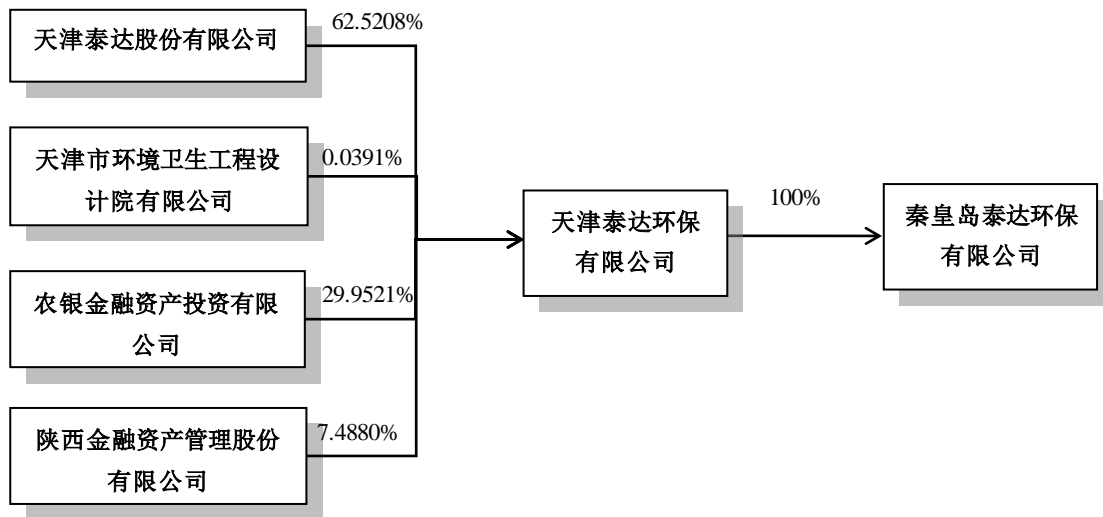 天津泰达股份有限公司
62.5208%
天津市环境卫生工程设
计院有限公司
0.0391%
农银金融资产投资有限
公司
29.9521%
陕西金融资产管理股份
有限公司
7.4880%
天津泰达环保
有限公司
100%
秦皇岛泰达环保
有限公司